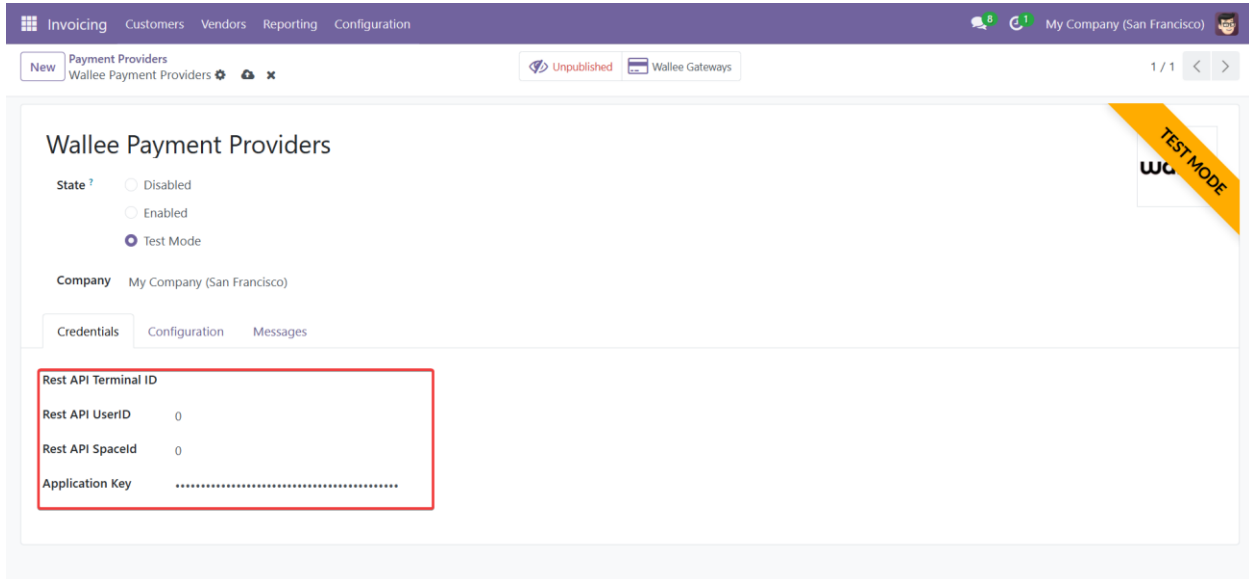 Invoicing Customers Vendors Reporting Configuration 8 1 My Company (San Francisco)
New Payment Providers
Wallee Payment Providers Unpublished Wallee Gateways 1 / 1
Wallee Payment Providers
TEST MODE
State ? Disabled
Enabled
Test Mode
Company My Company (San Francisco)
Credentials Configuration Messages
Rest API Terminal ID
Rest API UserID 0
Rest API SpaceId 0
Application Key